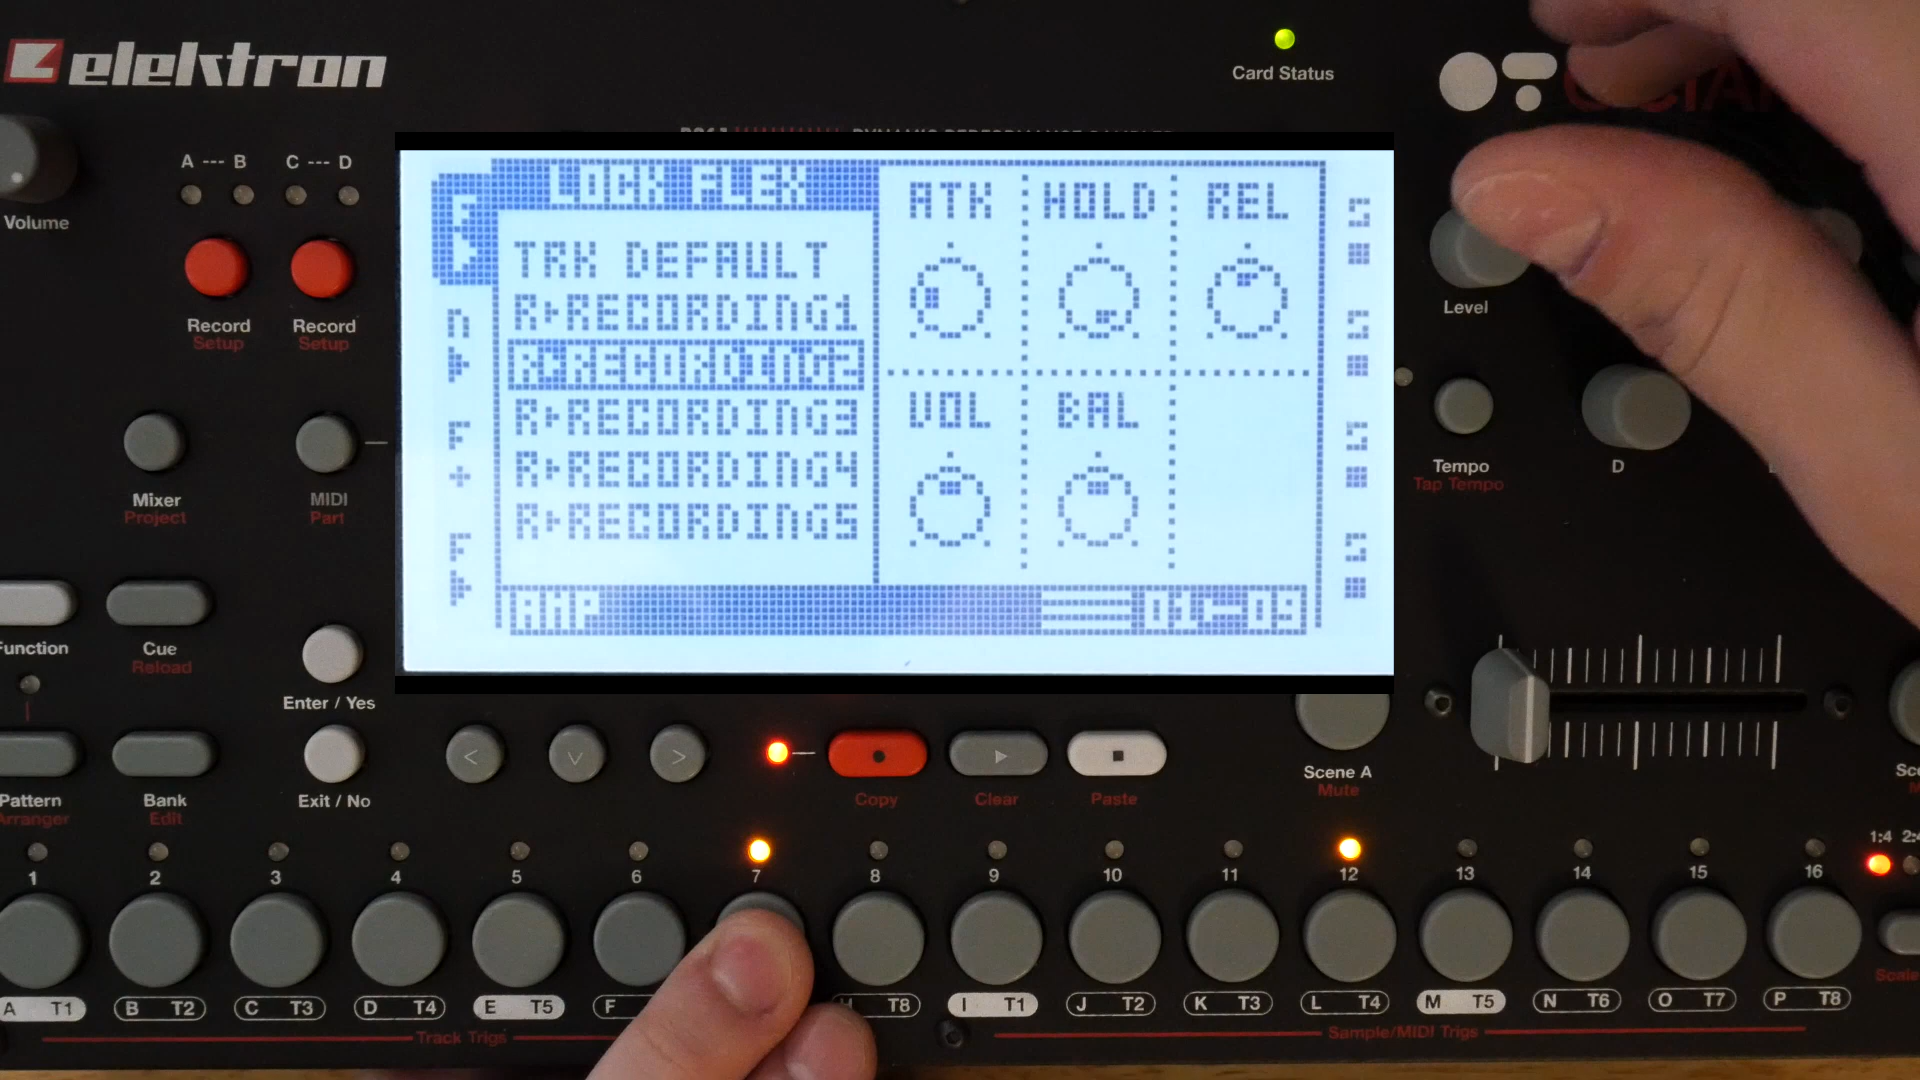 elektron
Card Status
A --- B C --- D
Volume
Record
Setup
Record
Setup
Level
Mixer
Project
MIDI
Part
Tempo
Tap Tempo
D
Function
Cue
Reload
Enter / Yes
Pattern
Arranger
Bank
Edit
Exit / No
LOCK FLEX
TRK DEFAULT
R▸RECORDING1
R▸RECORDING2
R▸RECORDING3
R▸RECORDING4
R▸RECORDING5
ATK HOLD REL
VOL BAL
AMP
< v >
Copy
Clear
Paste
Scene A
Mute
1:4
1 2 3 4 5 6 7 8 9 10 11 12 13 14 15 16
A T1 B T2 C T3 D T4 E T5 F H T8 I T1 J T2 K T3 L T4 M T5 N T6 O T7 P T8
Scale
Track Trigs
Sample/MIDI Trigs